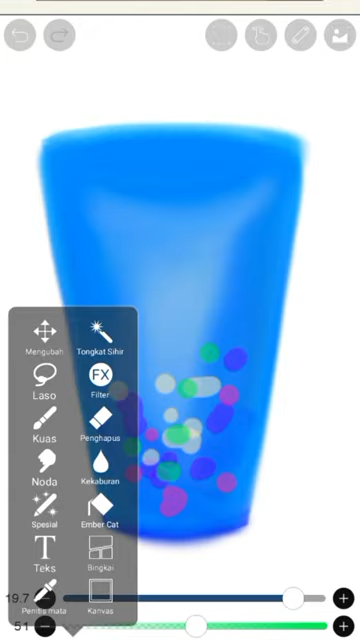 Mengubah Tongkat Sihir
Laso FX Filter
Kuas Penghapus
Noda Kekaburan
Spesial Ember Cat
T
Teks Bingkai
Kanvas
19.7
51